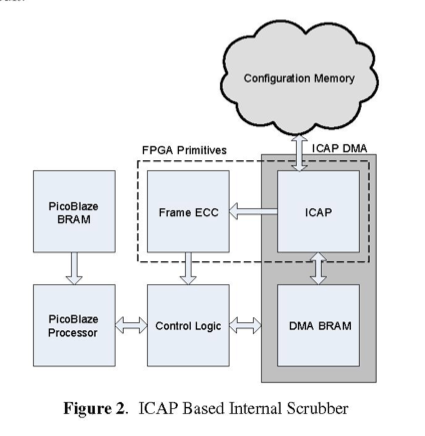 Configuration Memory
FPGA Primitives
ICAP DMA
PicoBlaze
BRAM
Frame ECC
ICAP
PicoBlaze
Processor
Control Logic
DMA BRAM
Figure 2. ICAP Based Internal Scrubber